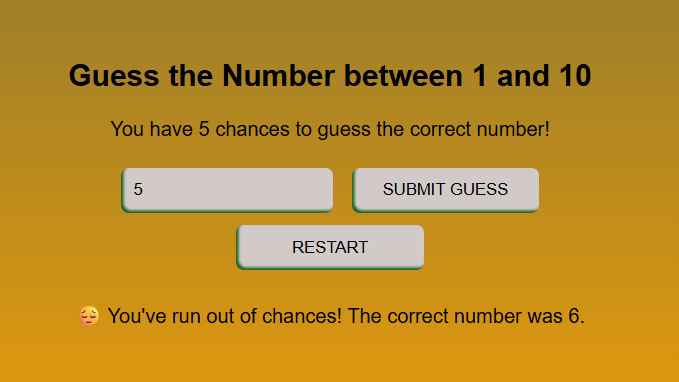 Guess the Number between 1 and 10
You have 5 chances to guess the correct number!
5 SUBMIT GUESS
RESTART
😔 You've run out of chances! The correct number was 6.